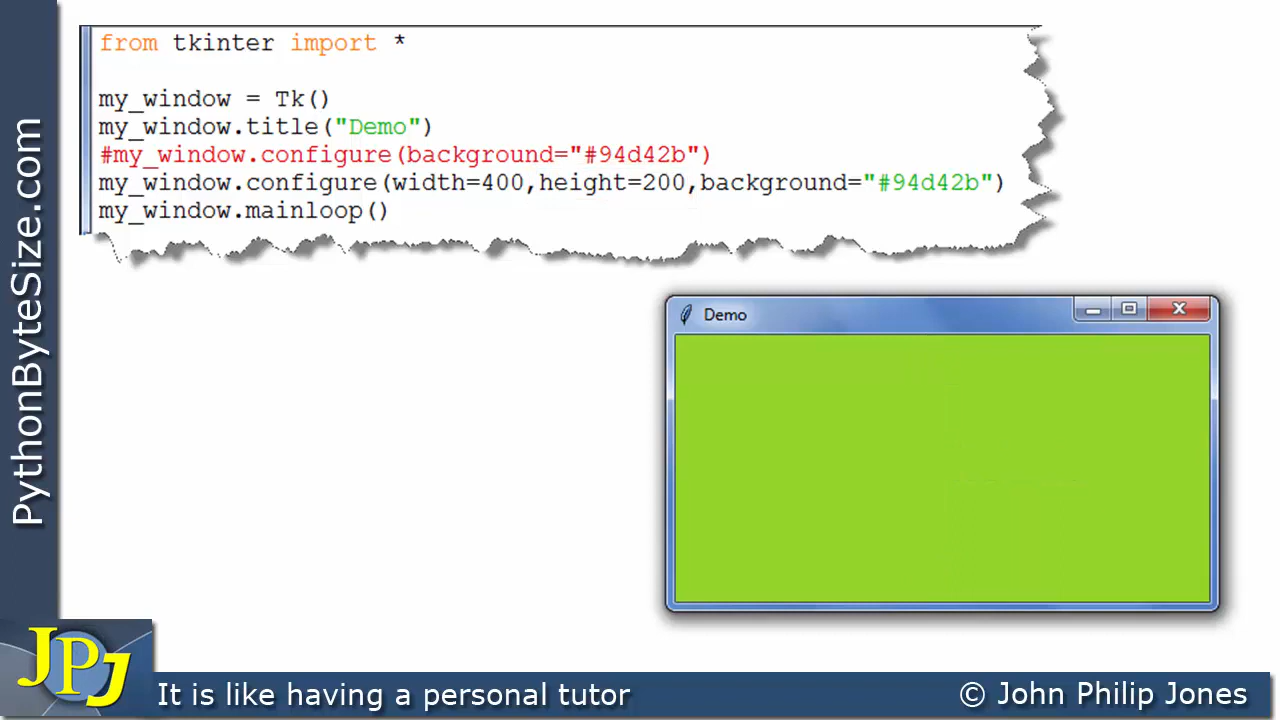 from tkinter import *
my_window = Tk()
my_window.title("Demo")
#my_window.configure(background="#94d42b")
my_window.configure(width=400,height=200,background="#94d42b")
my_window.mainloop()
Demo
PythonByteSize.com
JPJ
It is like having a personal tutor
© John Philip Jones